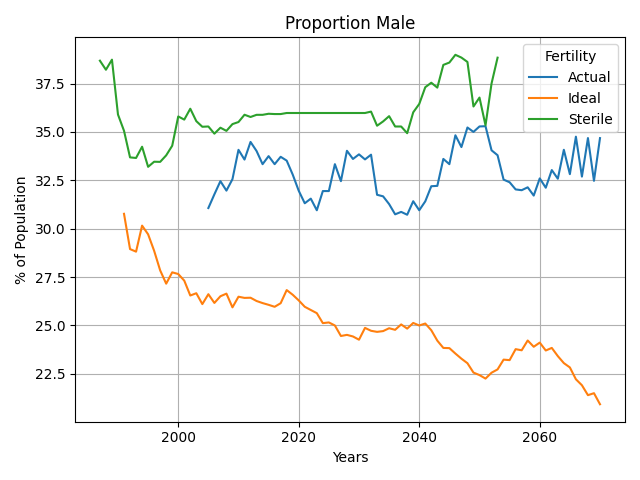 Proportion Male
Fertility
Actual
Ideal
Sterile
% of Population
37.5
35.0
32.5
30.0
27.5
25.0
22.5
2000
2020
2040
2060
Years